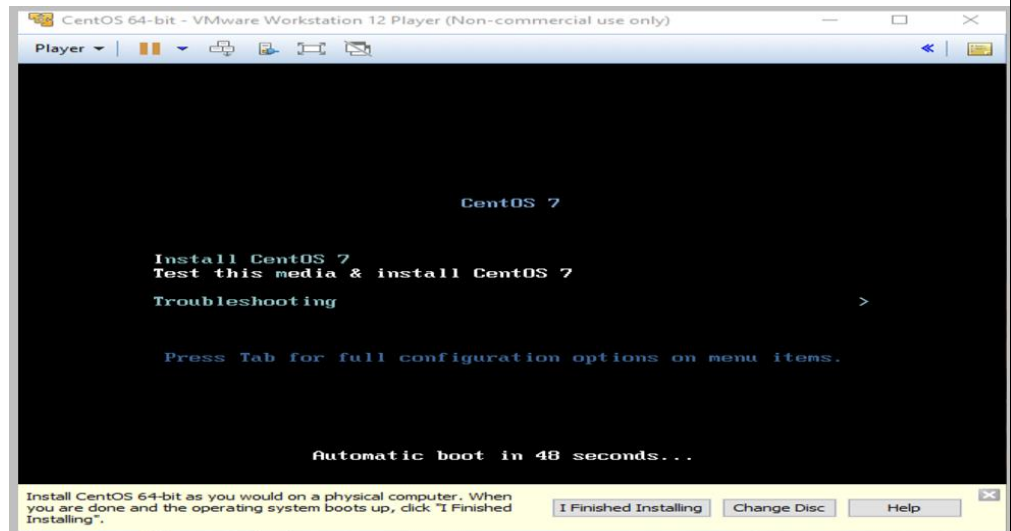 CentOS 64-bit - VMware Workstation 12 Player (Non-commercial use only)
Player
CentOS 7
Install CentOS 7
Test this media & install CentOS 7
Troubleshooting >
Press Tab for full configuration options on menu items.
Automatic boot in 48 seconds...
Install CentOS 64-bit as you would on a physical computer. When
you are done and the operating system boots up, click "I Finished
Installing".
I Finished Installing
Change Disc
Help